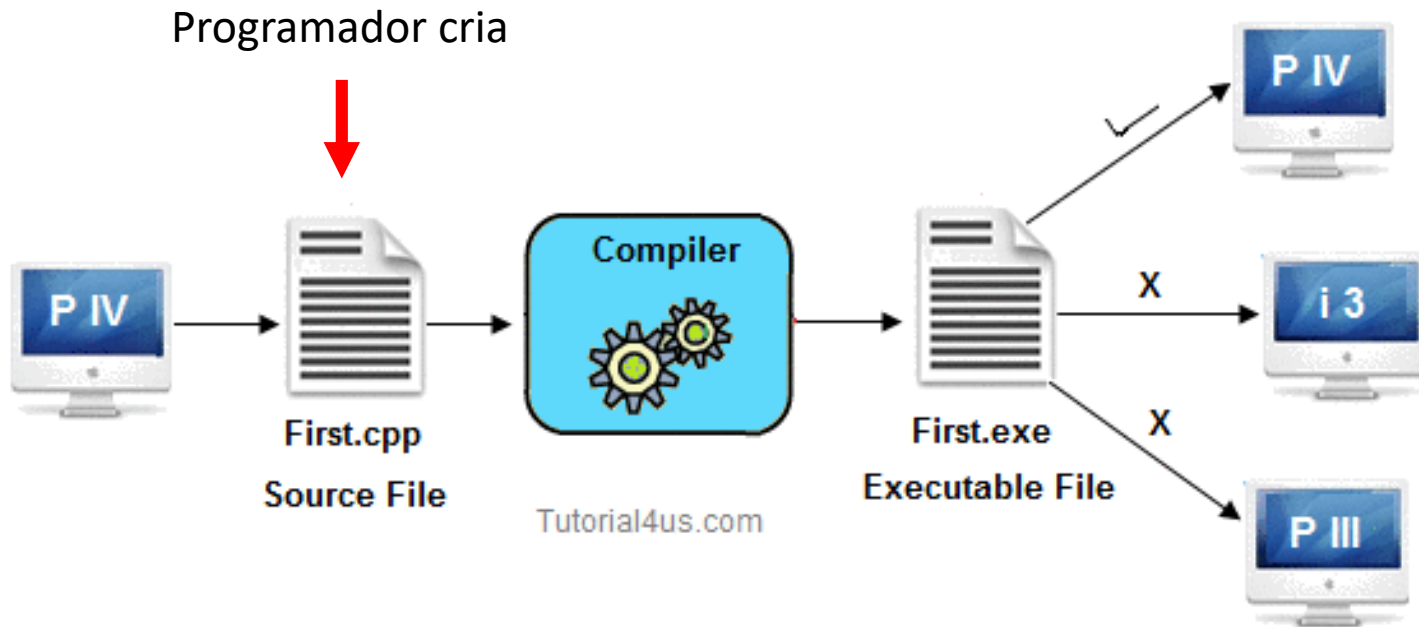 Programador cria
P IV
First.cpp
Source File
Compiler
Tutorial4us.com
First.exe
Executable File
P IV
X
i 3
X
P III